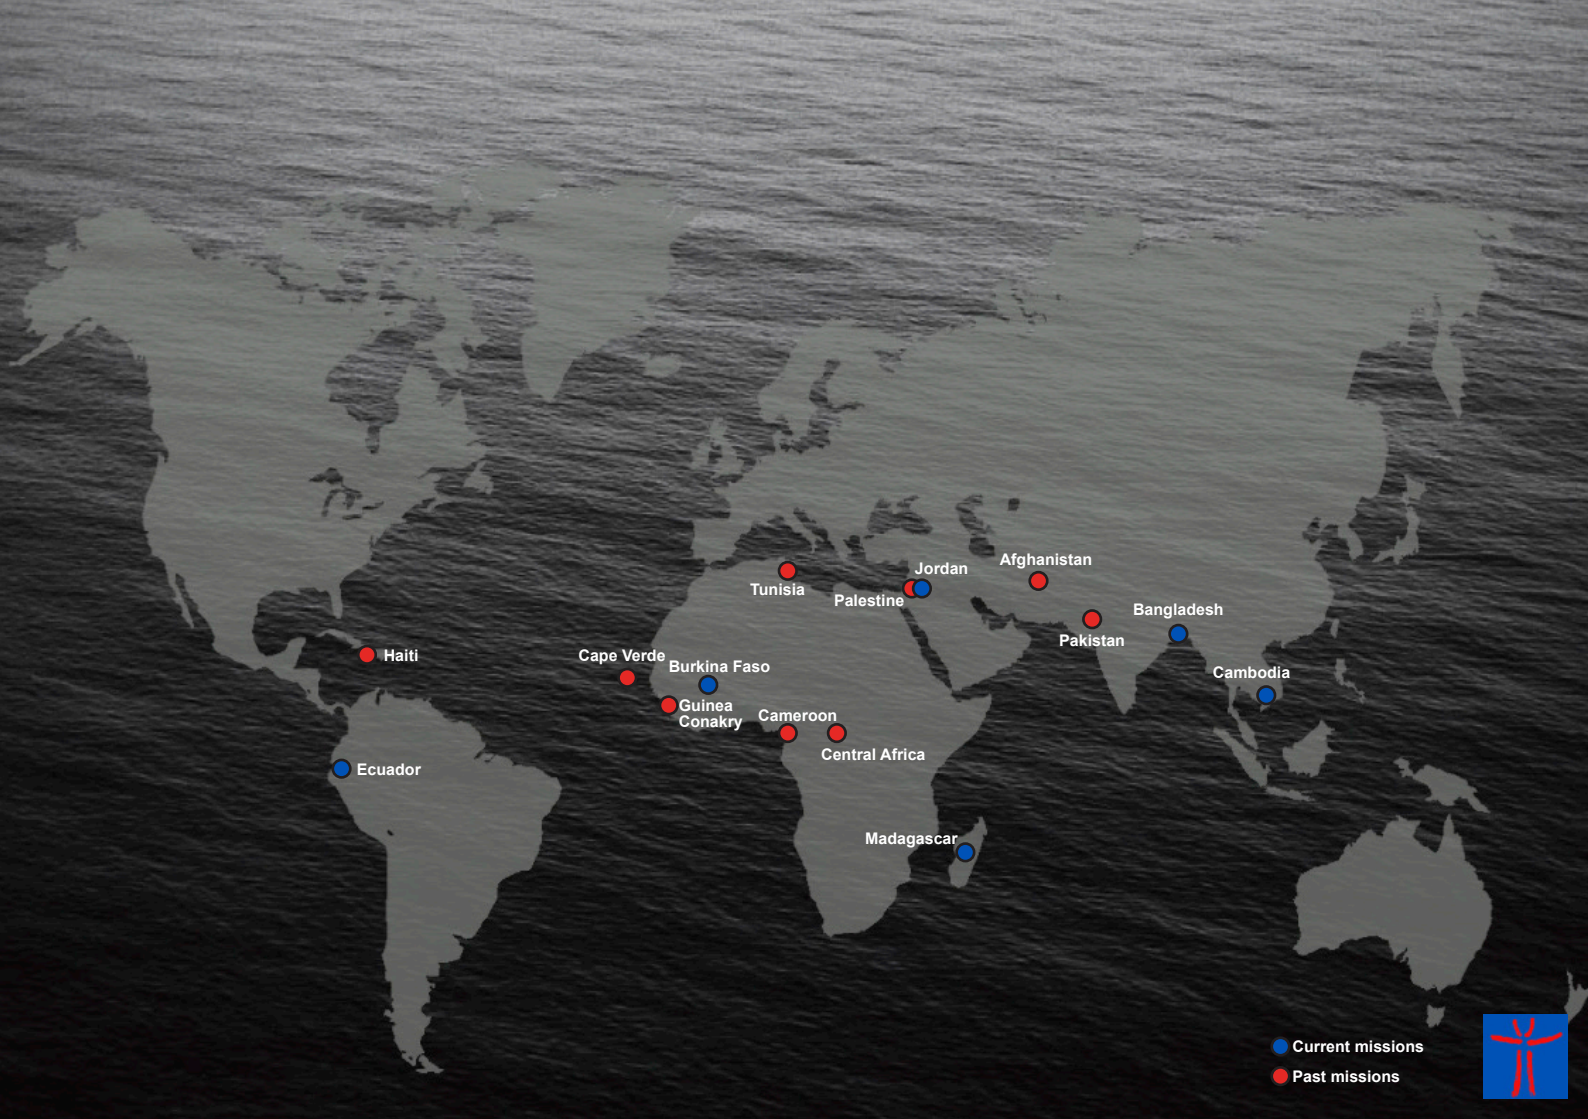 Afghanistan
Jordan
Tunisia
Palestine
Bangladesh
Pakistan
Haiti
Cape Verde
Burkina Faso
Cambodia
Guinea
Conakry
Cameroon
Central Africa
Ecuador
Madagascar
Current missions
Past missions